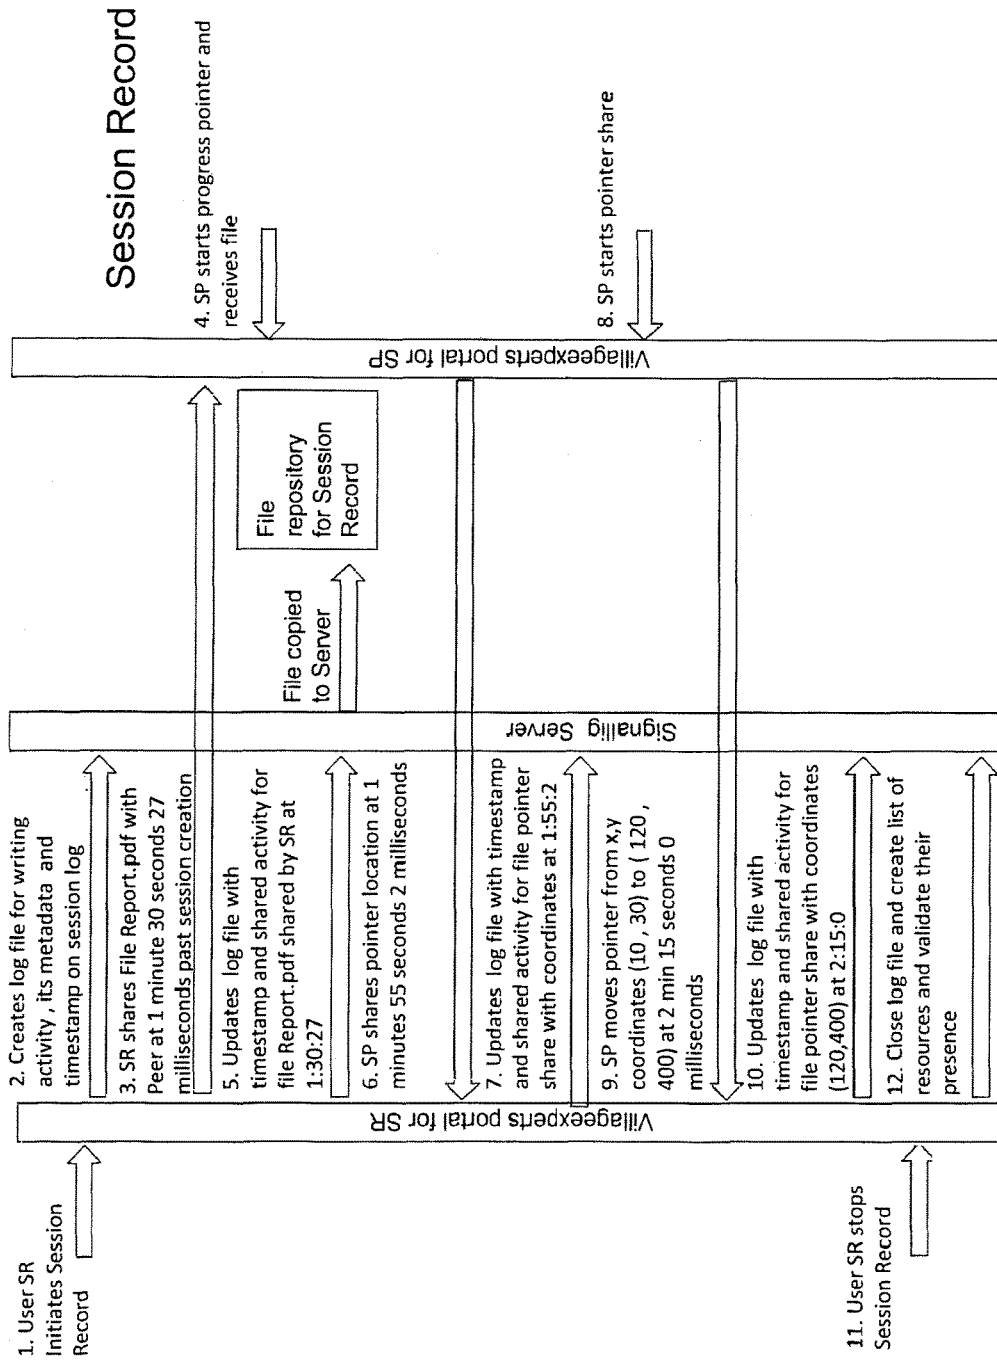 Session Record
1. User SR
Initiates Session
Record
2. Creates log file for writing
activity , its metadata and
timestamp on session log
3. SR shares File Report.pdf with
Peer at 1 minute 30 seconds 27
milliseconds past session creation
4. SP starts progress pointer and
receives file
5. Updates log file with
timestamp and shared activity for
file Report.pdf shared by SR at
1:30:27
File copied
to Server
File
repository
for Session
Record
6. SP shares pointer location at 1
minutes 55 seconds 2 milliseconds
7. Updates log file with timestamp
and shared activity for file pointer
share with coordinates at 1:55:2
8. SP starts pointer share
9. SP moves pointer from x,y
coordinates (10 , 30) to ( 120 ,
400) at 2 min 15 seconds 0
milliseconds
10. Updates log file with
timestamp and shared activity for
file pointer share with coordinates
(120,400) at 2:15:0
11. User SR stops
Session Record
12. Close log file and create list of
resources and validate their
presence
Villageexperts portal for SR
Signallig Server
Villageexperts portal for SP